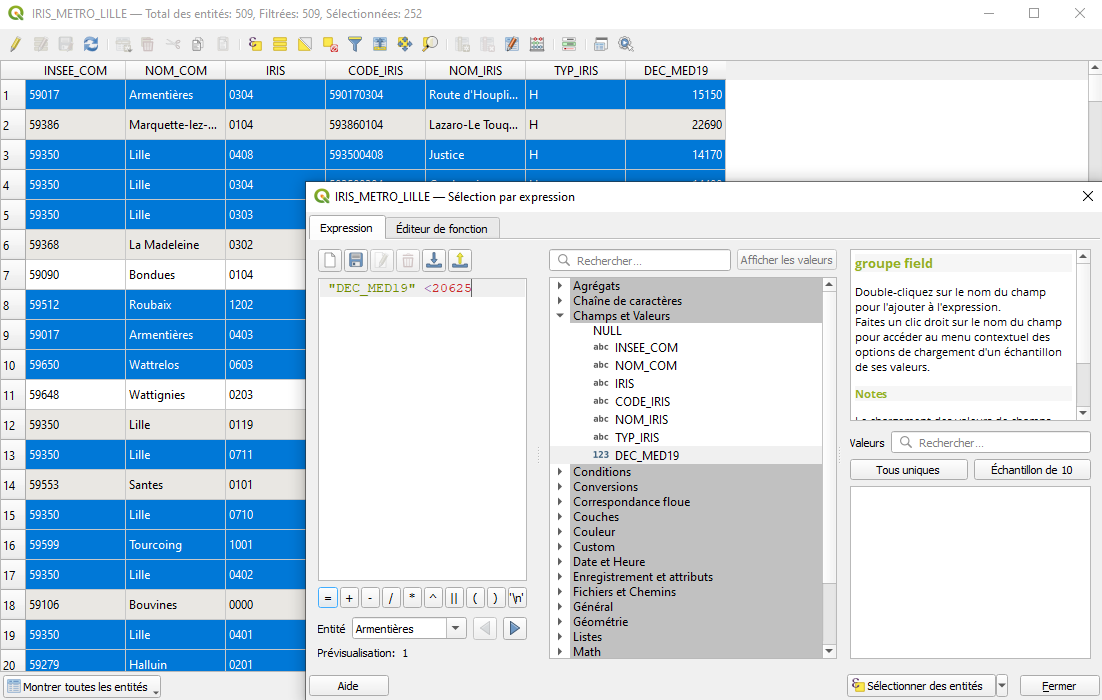 IRIS_METRO_LILLE — Total des entités: 509, Filtrées: 509, Sélectionnées: 252
INSEE_COM NOM_COM IRIS CODE_IRIS NOM_IRIS TYP_IRIS DEC_MED19
1 59017 Armentières 0304 590170304 Route d'Houpli... H 15150
2 59386 Marquette-lez-... 0104 593860104 Lazaro-Le Touq... H 22690
3 59350 Lille 0408 593500408 Justice H 14170
4 59350 Lille 0304
5 59350 Lille 0303
6 59368 La Madeleine 0302
7 59090 Bondues 0104
8 59512 Roubaix 1202
9 59017 Armentières 0403
10 59650 Wattrelos 0603
11 59648 Wattignies 0203
12 59350 Lille 0119
13 59350 Lille 0711
14 59553 Santes 0101
15 59350 Lille 0710
16 59599 Tourcoing 1001
17 59350 Lille 0402
18 59106 Bouvines 0000
19 59350 Lille 0401
20 59279 Halluin 0201
Montrer toutes les entités
IRIS_METRO_LILLE — Sélection par expression
Expression Éditeur de fonction
"DEC_MED19" <20625
= + - / * ^ || ( ) '\n'
Entité Armentières
Prévisualisation: 1
Aide
Rechercher... Afficher les valeurs
Agrégats
Chaîne de caractères
Champs et Valeurs
NULL
abc INSEE_COM
abc NOM_COM
abc IRIS
abc CODE_IRIS
abc NOM_IRIS
abc TYP_IRIS
123 DEC_MED19
Conditions
Conversions
Correspondance floue
Couches
Couleur
Custom
Date et Heure
Enregistrement et attributs
Fichiers et Chemins
Général
Géométrie
Listes
Math
groupe field
Double-cliquez sur le nom du champ
pour l'ajouter à l'expression.
Faites un clic droit sur le nom du champ
pour accéder au menu contextuel des
options de chargement d'un échantillon
de ses valeurs.
Notes
Valeurs Rechercher...
Tous uniques Échantillon de 10
Sélectionner des entités Fermer